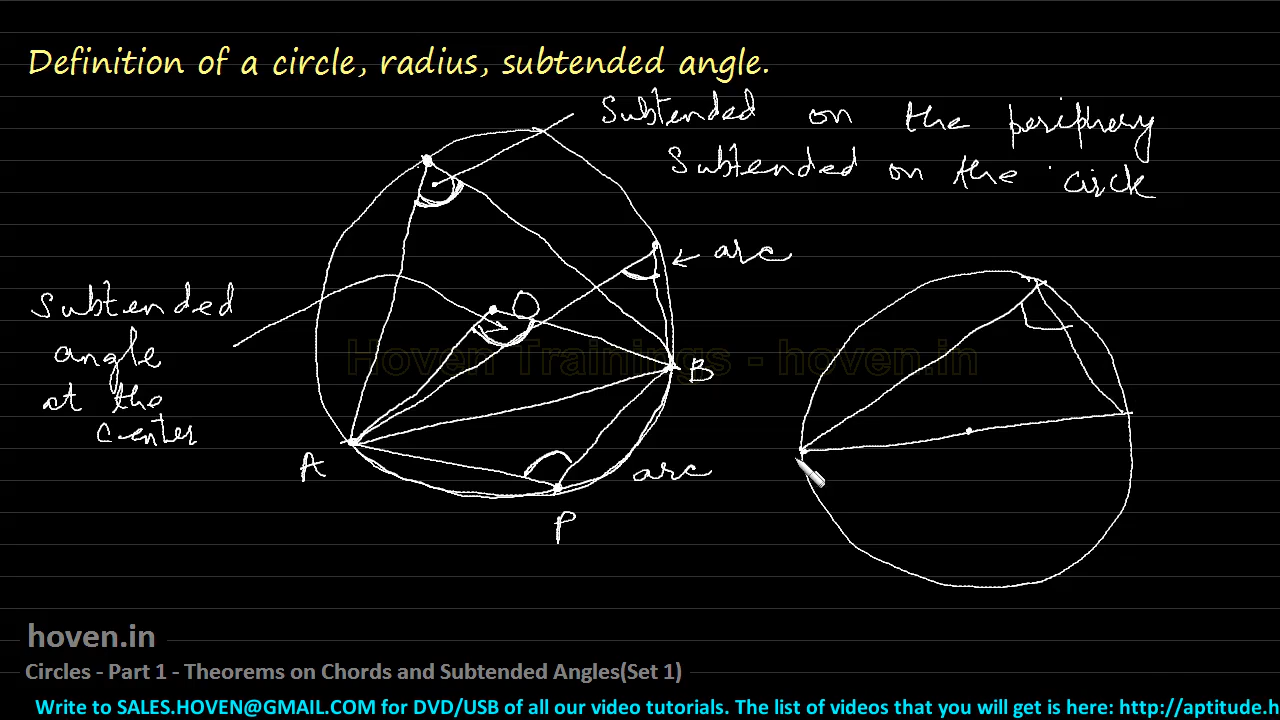 Definition of a circle, radius, subtended angle.
Subtended on the periphery
Subtended on the circle
← arc
Subtended
angle
at the
center
O
Hoven Trainings - hoven.in
B
A
arc
P
hoven.in
Circles - Part 1 - Theorems on Chords and Subtended Angles(Set 1)
Write to SALES.HOVEN@GMAIL.COM for DVD/USB of all our video tutorials. The list of videos that you will get is here: http://aptitude.h